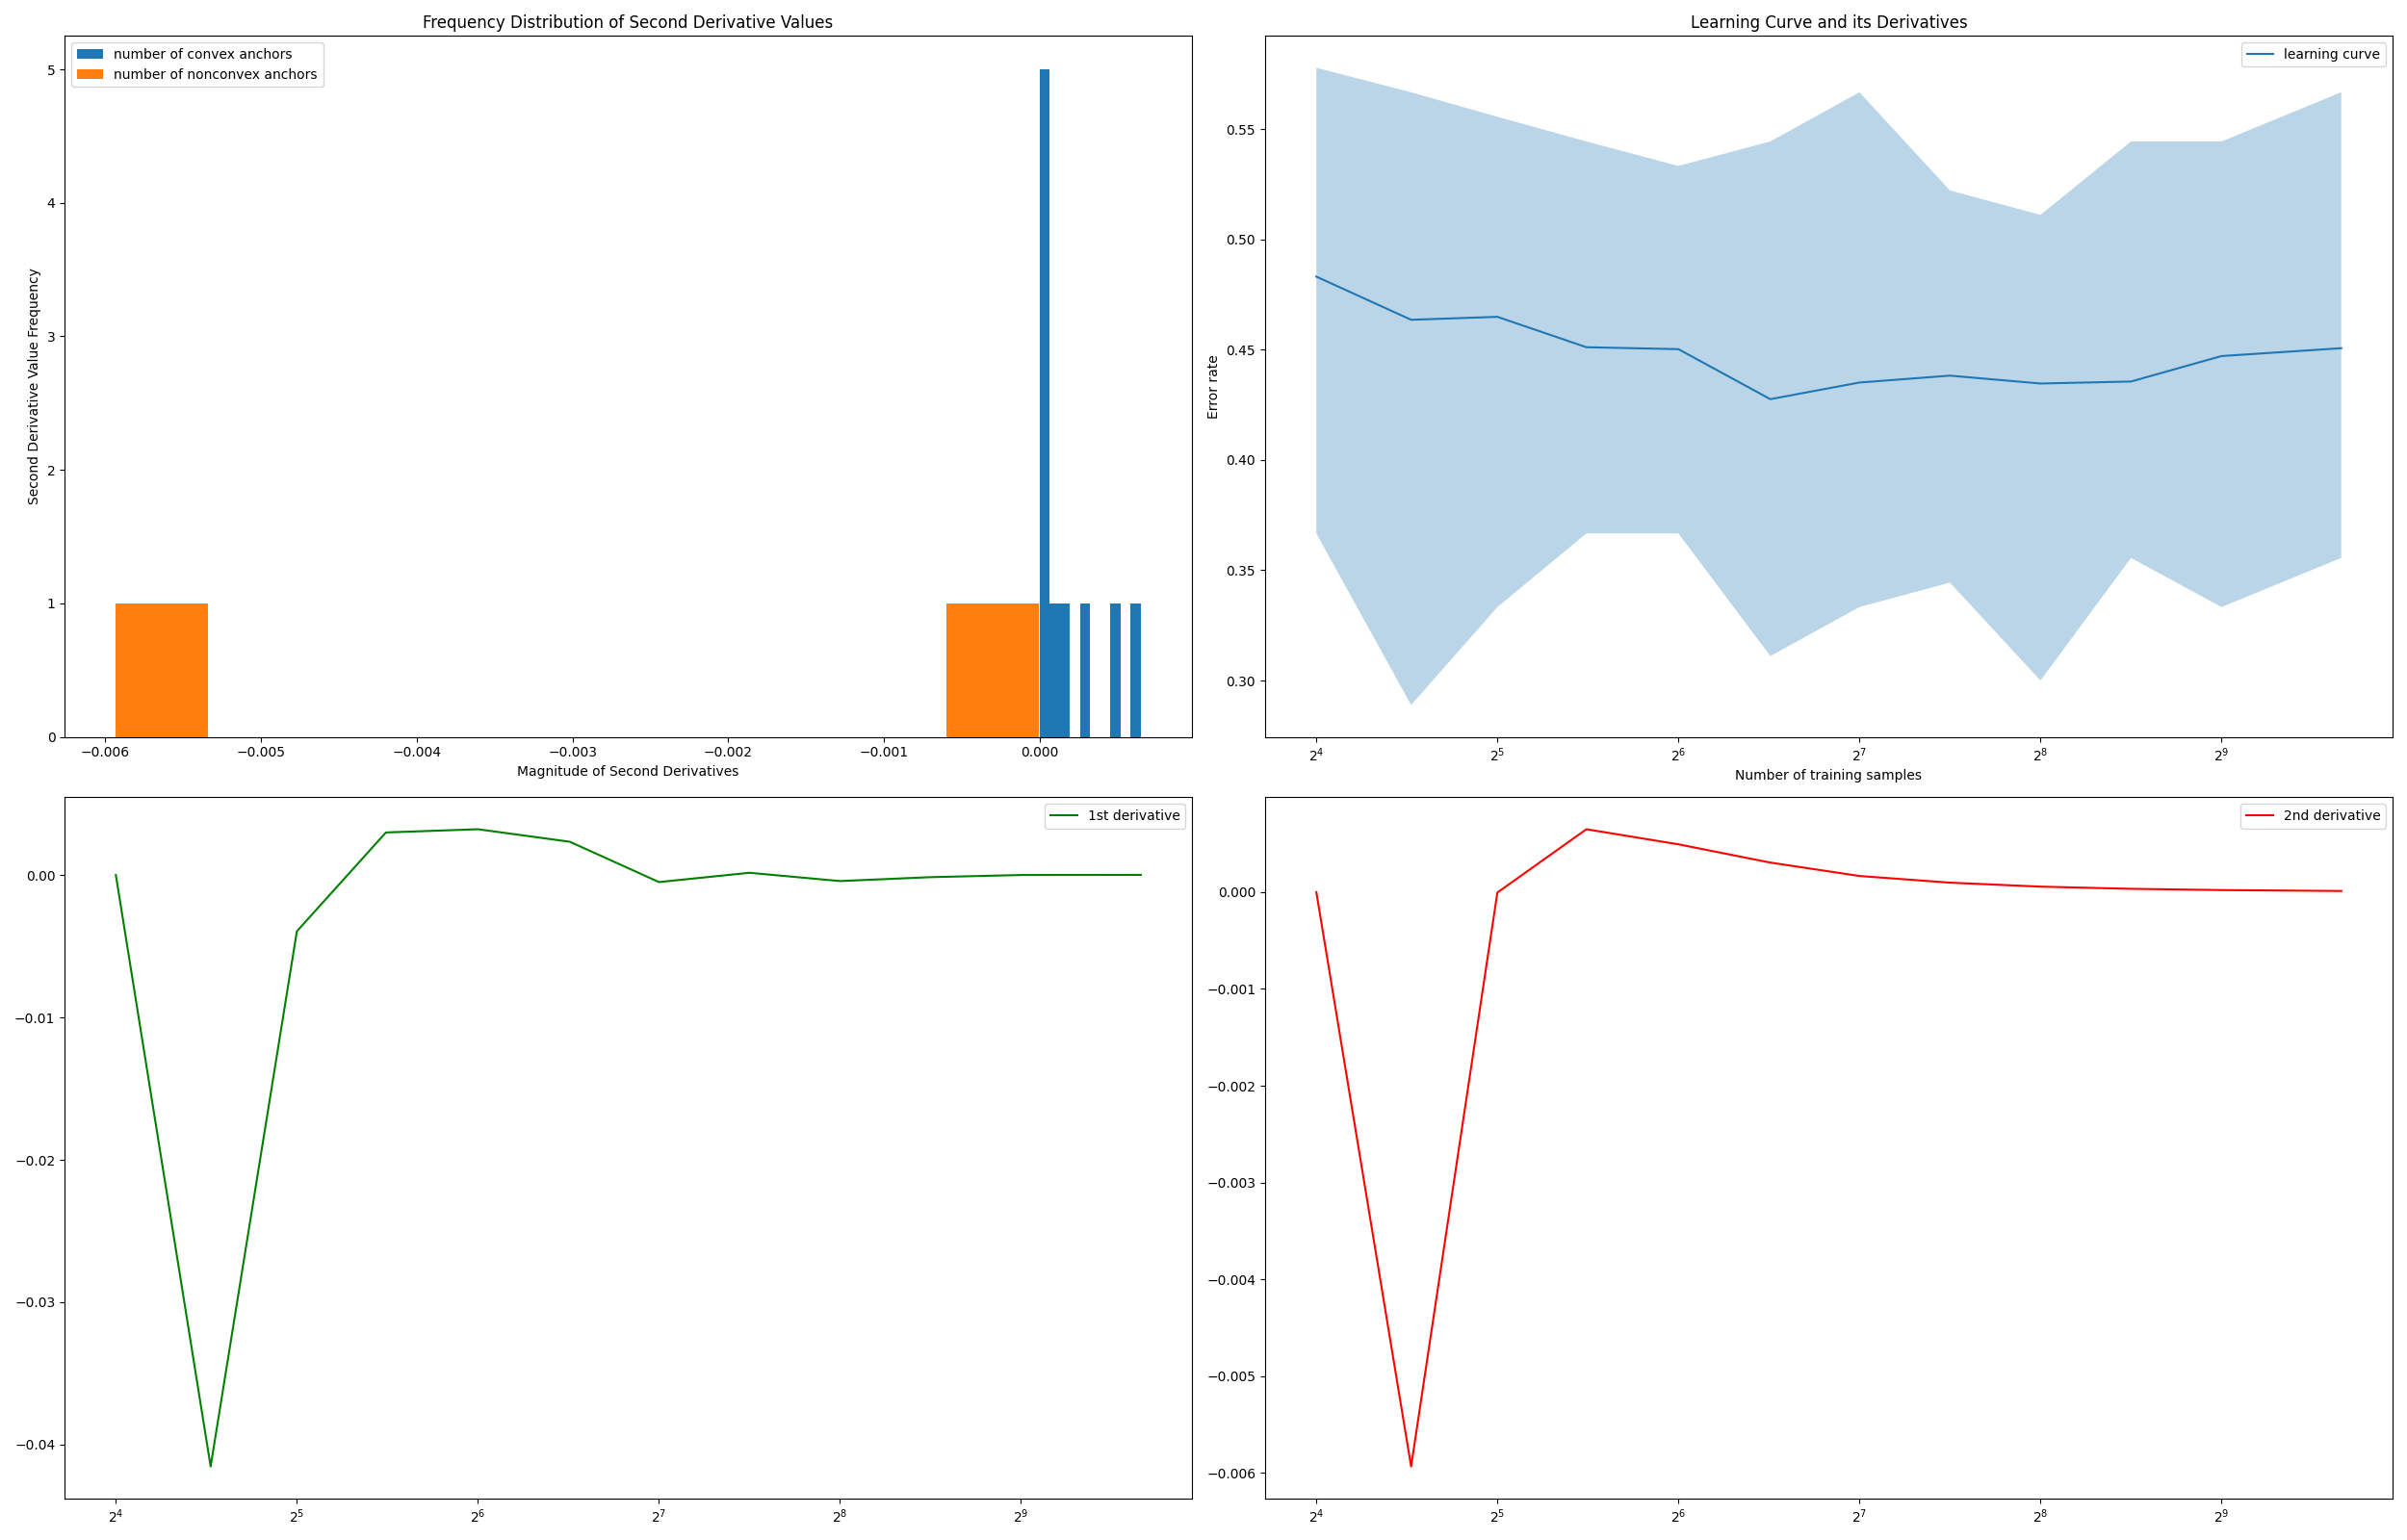 Frequency Distribution of Second Derivative Values
number of convex anchors
number of nonconvex anchors
Second Derivative Value Frequency
5
4
3
2
1
0
−0.006 −0.005 −0.004 −0.003 −0.002 −0.001 0.000
Magnitude of Second Derivatives
Learning Curve and its Derivatives
learning curve
Error rate
0.55
0.50
0.45
0.40
0.35
0.30
2⁴ 2⁵ 2⁶ 2⁷ 2⁸ 2⁹
Number of training samples
1st derivative
0.00
−0.01
−0.02
−0.03
−0.04
2⁴ 2⁵ 2⁶ 2⁷ 2⁸ 2⁹
2nd derivative
0.000
−0.001
−0.002
−0.003
−0.004
−0.005
−0.006
2⁴ 2⁵ 2⁶ 2⁷ 2⁸ 2⁹